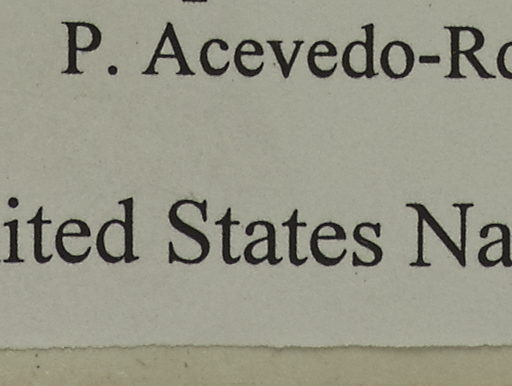 P. Acevedo-Ro
ited States Na